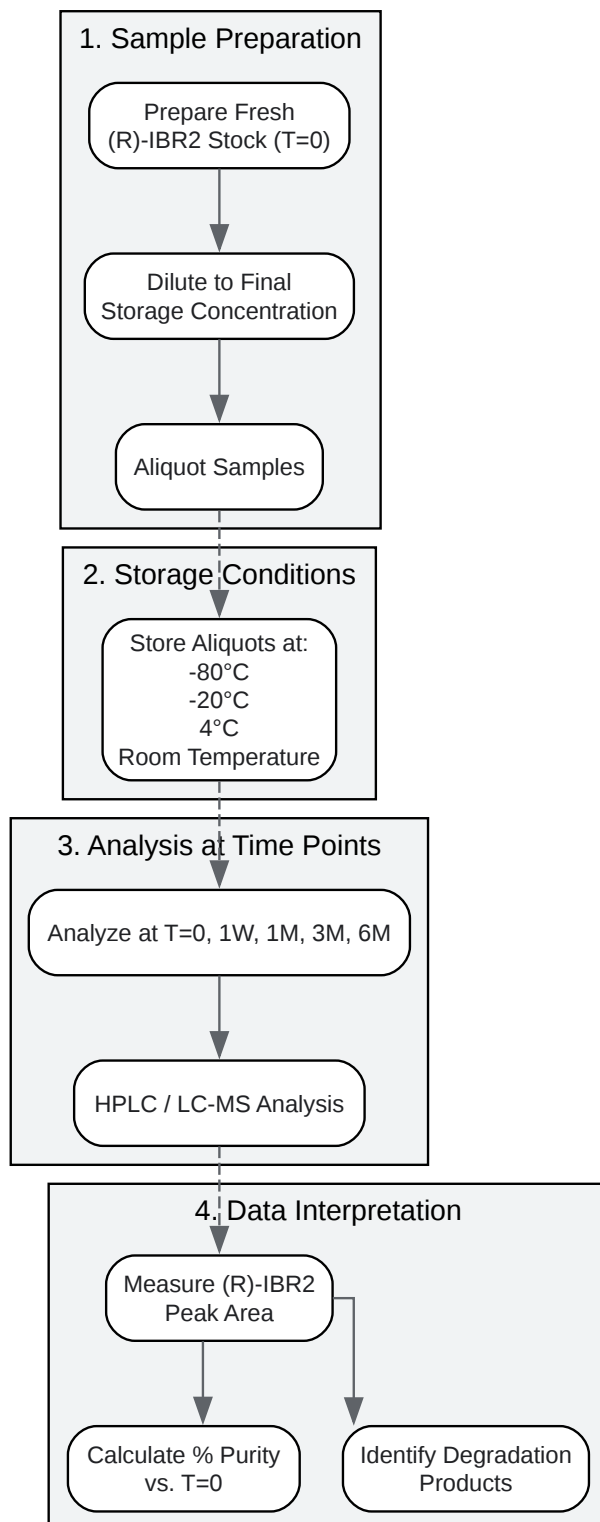 1. Sample Preparation
Prepare Fresh
(R)-IBR2 Stock (T=0)
Dilute to Final
Storage Concentration
Aliquot Samples
2. Storage Conditions
Store Aliquots at:
-80°C
-20°C
4°C
Room Temperature
3. Analysis at Time Points
Analyze at T=0, 1W, 1M, 3M, 6M
HPLC / LC-MS Analysis
4. Data Interpretation
Measure (R)-IBR2
Peak Area
Calculate % Purity
vs. T=0
Identify Degradation
Products